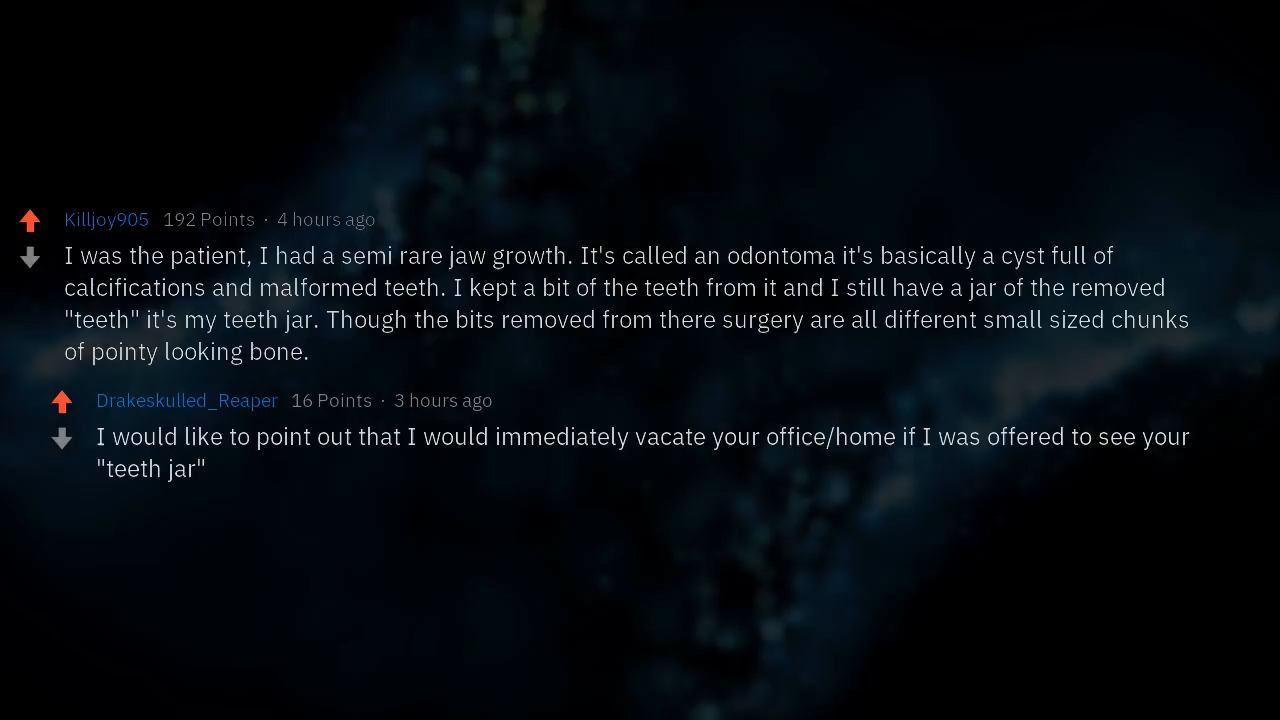 Killjoy905 192 Points · 4 hours ago
I was the patient, I had a semi rare jaw growth. It's called an odontoma it's basically a cyst full of
calcifications and malformed teeth. I kept a bit of the teeth from it and I still have a jar of the removed
"teeth" it's my teeth jar. Though the bits removed from there surgery are all different small sized chunks
of pointy looking bone.
Drakeskulled_Reaper 16 Points · 3 hours ago
I would like to point out that I would immediately vacate your office/home if I was offered to see your
"teeth jar"